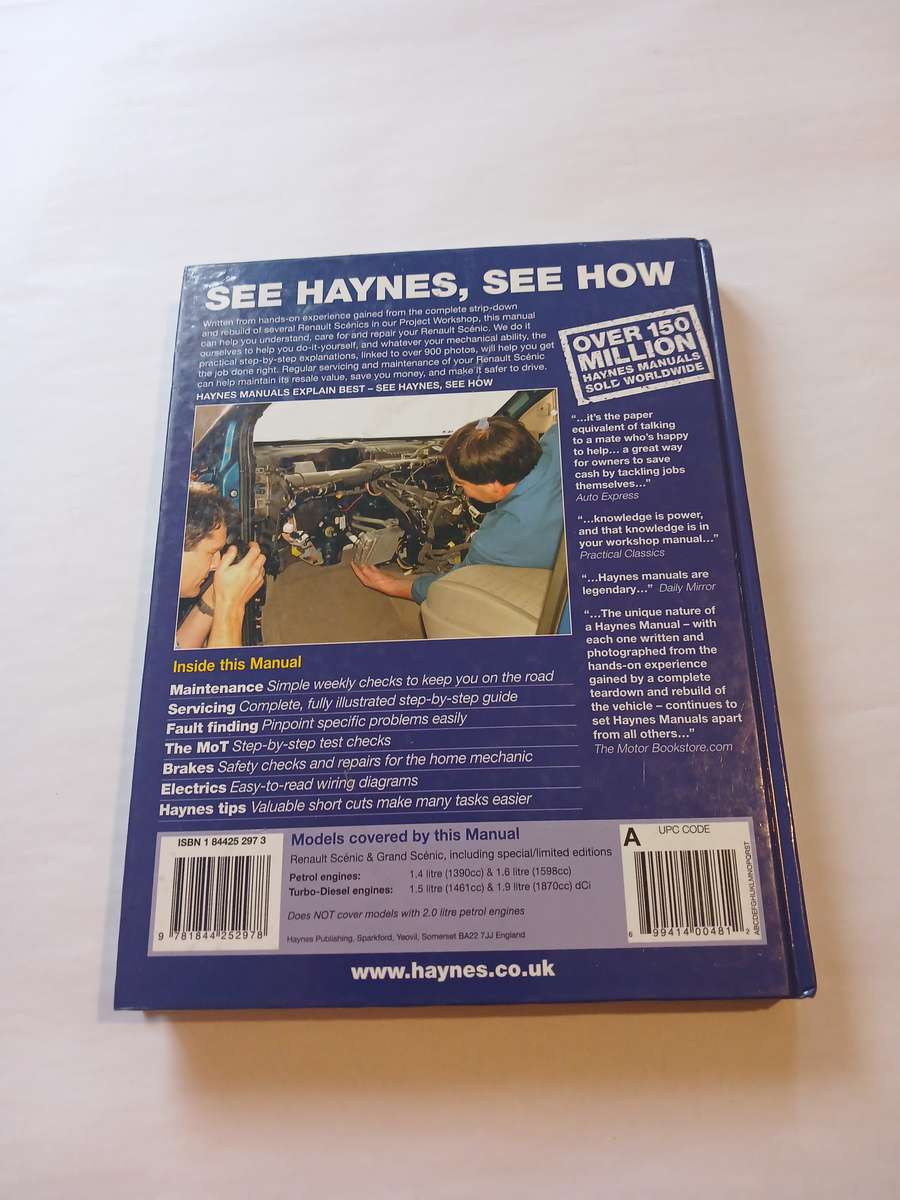 SEE HAYNES, SEE HOW
Written from hands-on experience gained from the complete strip-down
and rebuild of several Renault Scénics in our Project Workshop, this manual
can help you understand, care for and repair your Renault Scénic. We do it
ourselves to help you do-it-yourself, and whatever your mechanical ability, the
practical step-by-step explanations, linked to over 900 photos, will help you get
the job done right. Regular servicing and maintenance of your Renault Scénic
can help maintain its resale value, save you money, and make it safer to drive.
HAYNES MANUALS EXPLAIN BEST – SEE HAYNES, SEE HOW
OVER 150
MILLION
HAYNES MANUALS
SOLD WORLDWIDE
“...it’s the paper
equivalent of talking
to a mate who’s happy
to help... a great way
for owners to save
cash by tackling jobs
themselves...”
Auto Express
“...knowledge is power,
and that knowledge is in
your workshop manual...”
Practical Classics
“...Haynes manuals are
legendary...” Daily Mirror
“...The unique nature of
a Haynes Manual – with
each one written and
photographed from the
hands-on experience
gained by a complete
teardown and rebuild of
the vehicle – continues to
set Haynes Manuals apart
from all others...”
The Motor Bookstore.com
Inside this Manual
Maintenance Simple weekly checks to keep you on the road
Servicing Complete, fully illustrated step-by-step guide
Fault finding Pinpoint specific problems easily
The MoT Step-by-step test checks
Brakes Safety checks and repairs for the home mechanic
Electrics Easy-to-read wiring diagrams
Haynes tips Valuable short cuts make many tasks easier
ISBN 1 84425 297 3
9 781844 252978
Models covered by this Manual
Renault Scénic & Grand Scénic, including special/limited editions
Petrol engines: 1.4 litre (1390cc) & 1.6 litre (1598cc)
Turbo-Diesel engines: 1.5 litre (1461cc) & 1.9 litre (1870cc) dCi
Does NOT cover models with 2.0 litre petrol engines
Haynes Publishing, Sparkford, Yeovil, Somerset BA22 7JJ England
A UPC CODE
6 99414 00481 2
ABCDEFGHIJKLMNOPQRST
www.haynes.co.uk